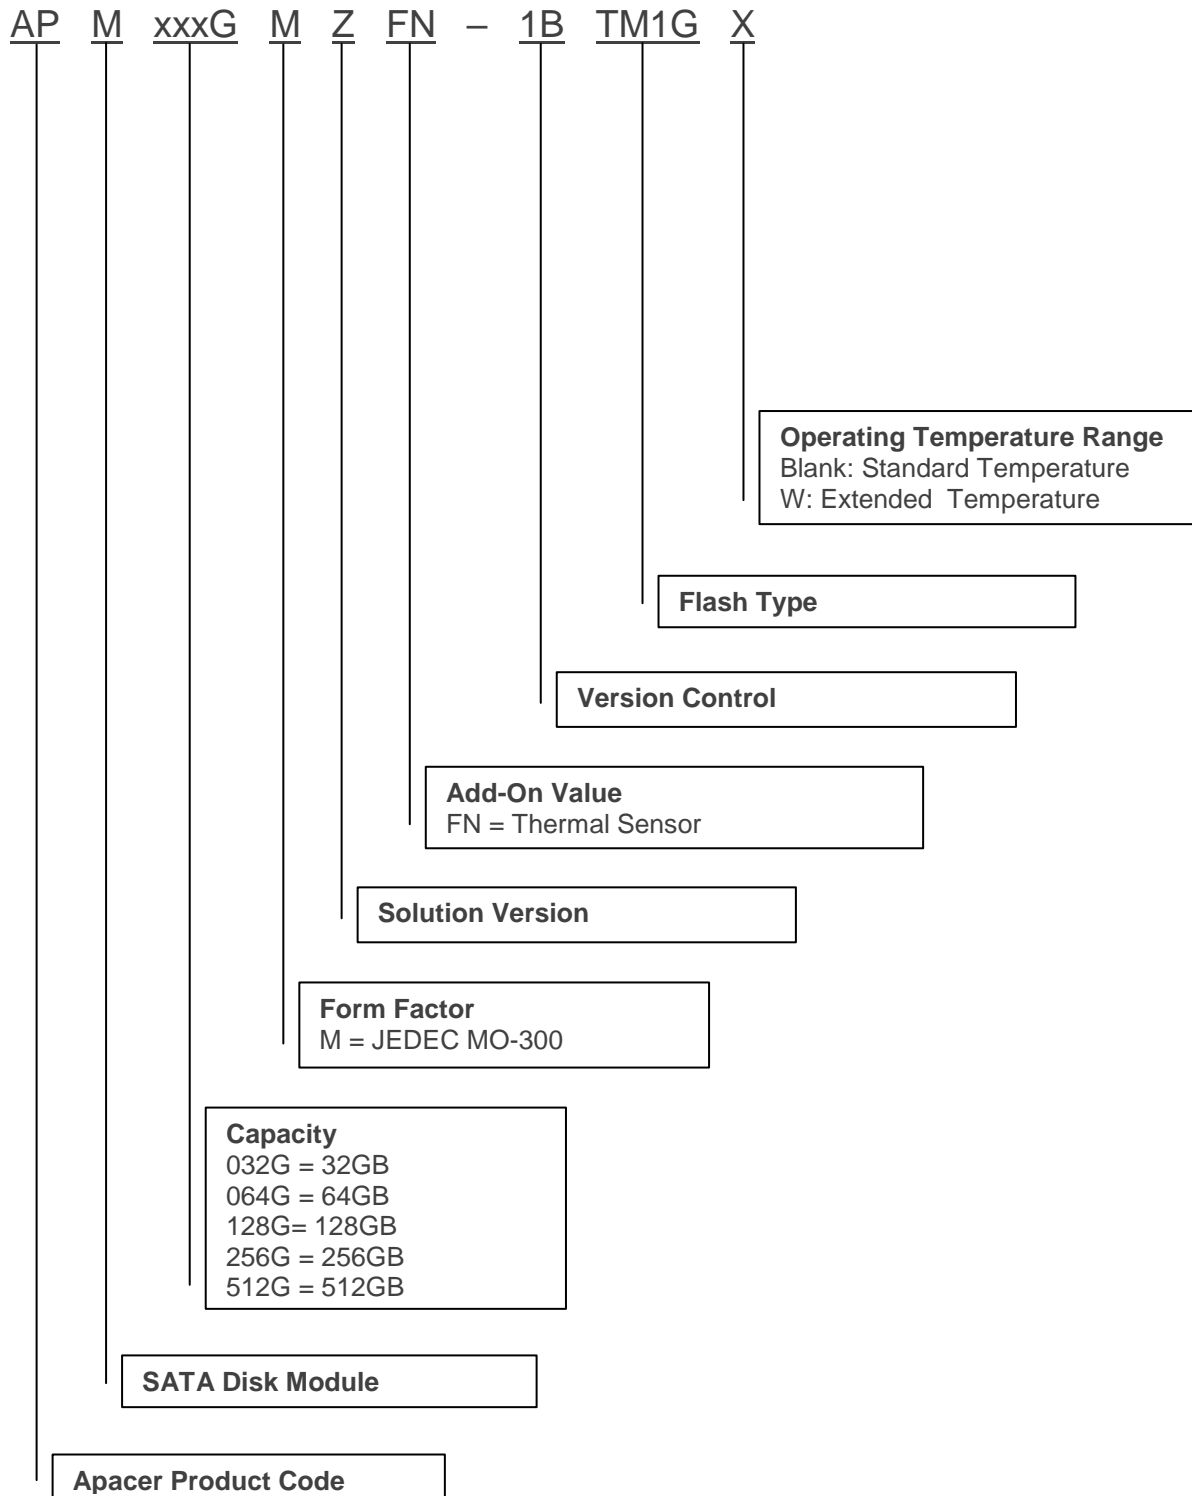 AP M xxxG M Z FN – 1B TM1G X
Operating Temperature Range
Blank: Standard Temperature
W: Extended Temperature
Flash Type
Version Control
Add-On Value
FN = Thermal Sensor
Solution Version
Form Factor
M = JEDEC MO-300
Capacity
032G = 32GB
064G = 64GB
128G= 128GB
256G = 256GB
512G = 512GB
SATA Disk Module
Apacer Product Code